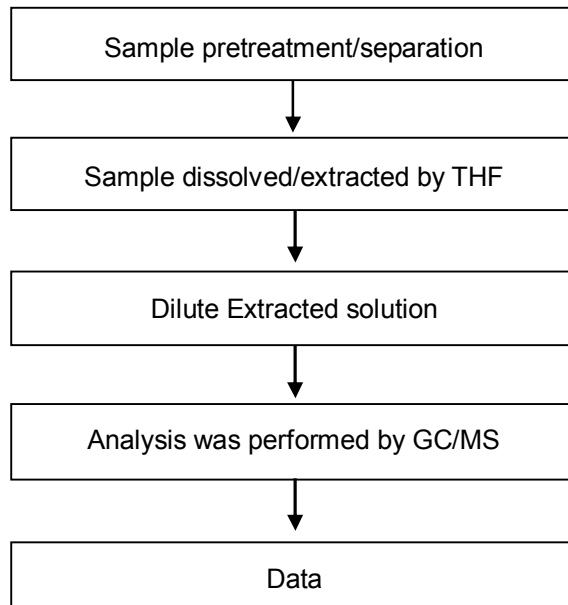 Sample pretreatment/separation
Sample dissolved/extracted by THF
Dilute Extracted solution
Analysis was performed by GC/MS
Data